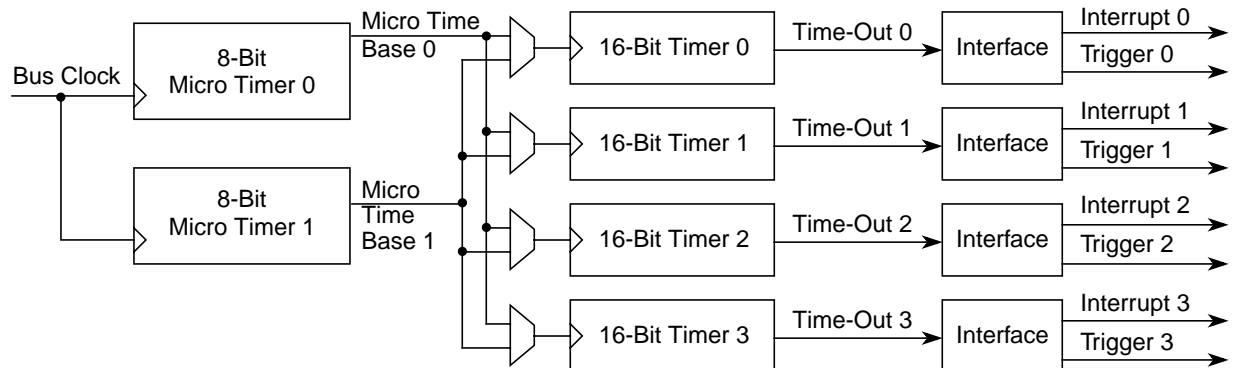 Bus Clock
8-Bit
Micro Timer 0
Micro Time
Base 0
16-Bit Timer 0
Time-Out 0
Interface
Interrupt 0
Trigger 0
16-Bit Timer 1
Time-Out 1
Interface
Interrupt 1
Trigger 1
8-Bit
Micro Timer 1
Micro
Time
Base 1
16-Bit Timer 2
Time-Out 2
Interface
Interrupt 2
Trigger 2
16-Bit Timer 3
Time-Out 3
Interface
Interrupt 3
Trigger 3